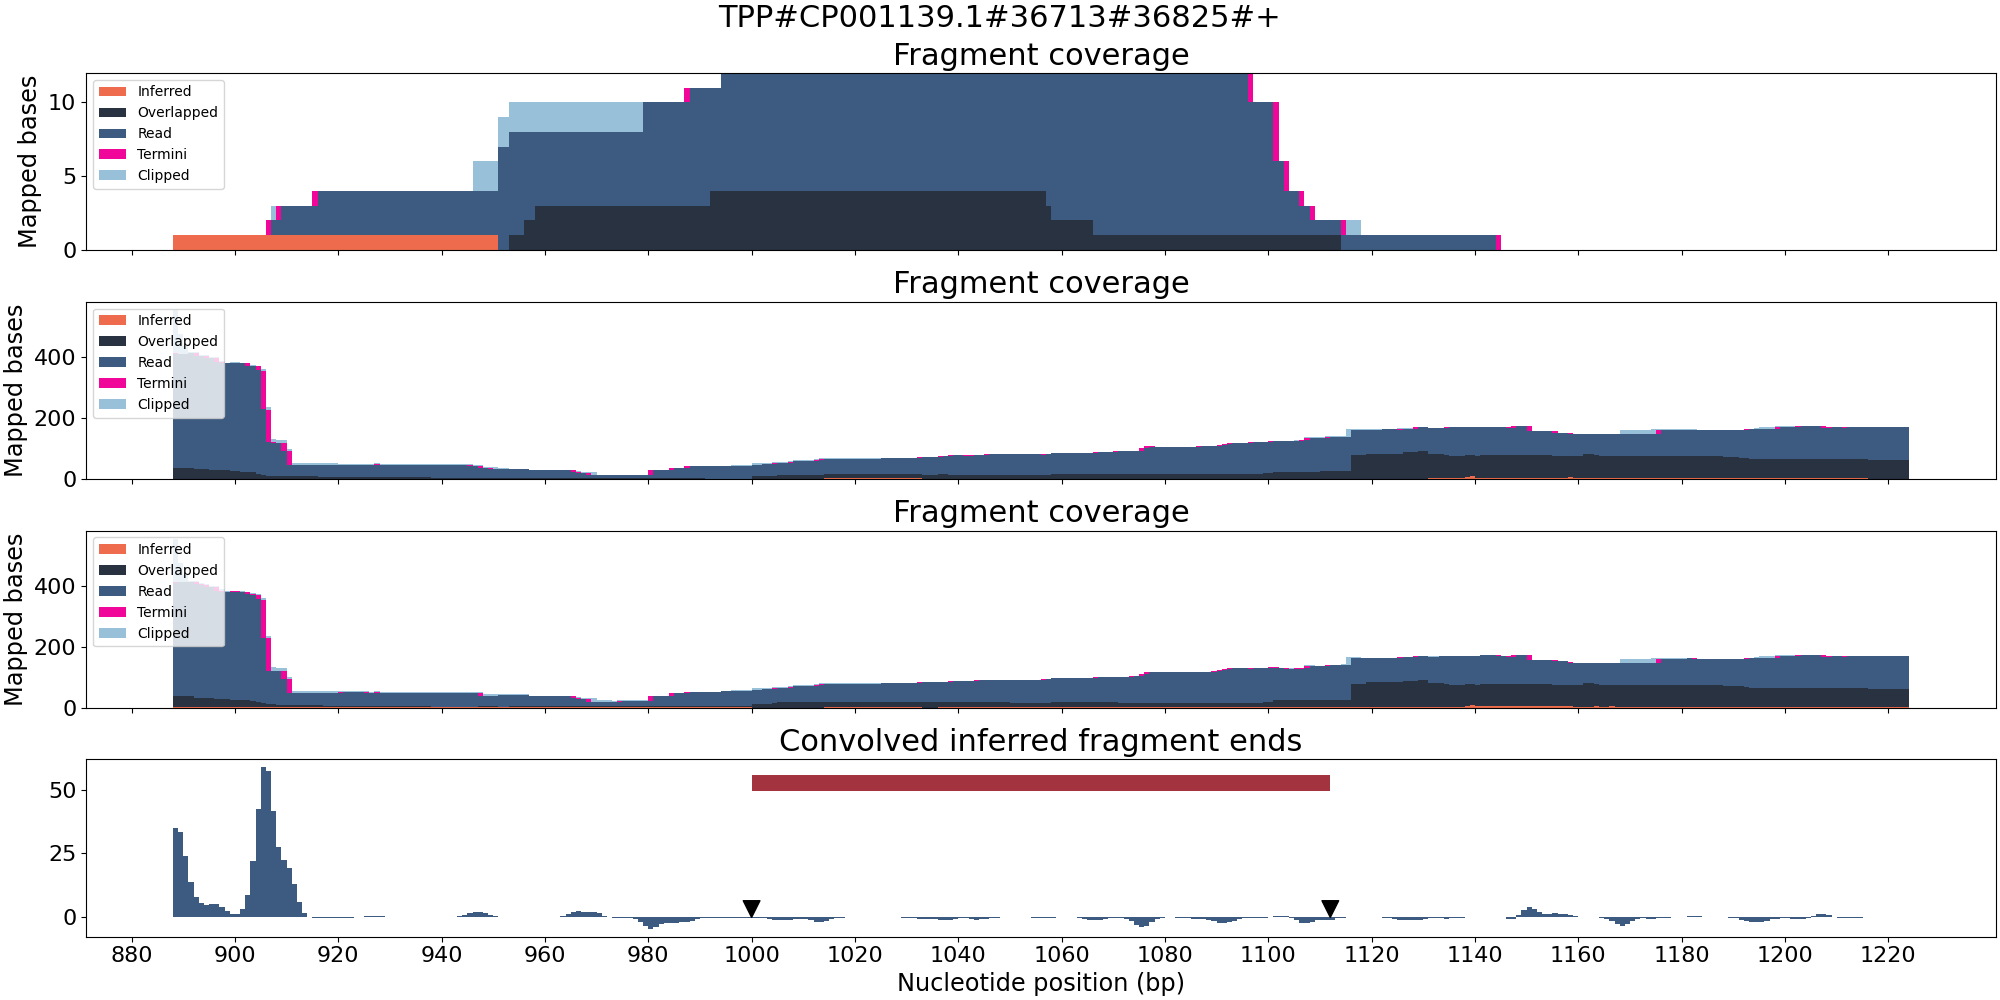 TPP#CP001139.1#36713#36825#+
Fragment coverage
Mapped bases
10
5
0
Inferred
Overlapped
Read
Termini
Clipped
Fragment coverage
Mapped bases
400
200
0
Inferred
Overlapped
Read
Termini
Clipped
Fragment coverage
Mapped bases
400
200
0
Inferred
Overlapped
Read
Termini
Clipped
Convolved inferred fragment ends
50
25
0
880 900 920 940 960 980 1000 1020 1040 1060 1080 1100 1120 1140 1160 1180 1200 1220
Nucleotide position (bp)